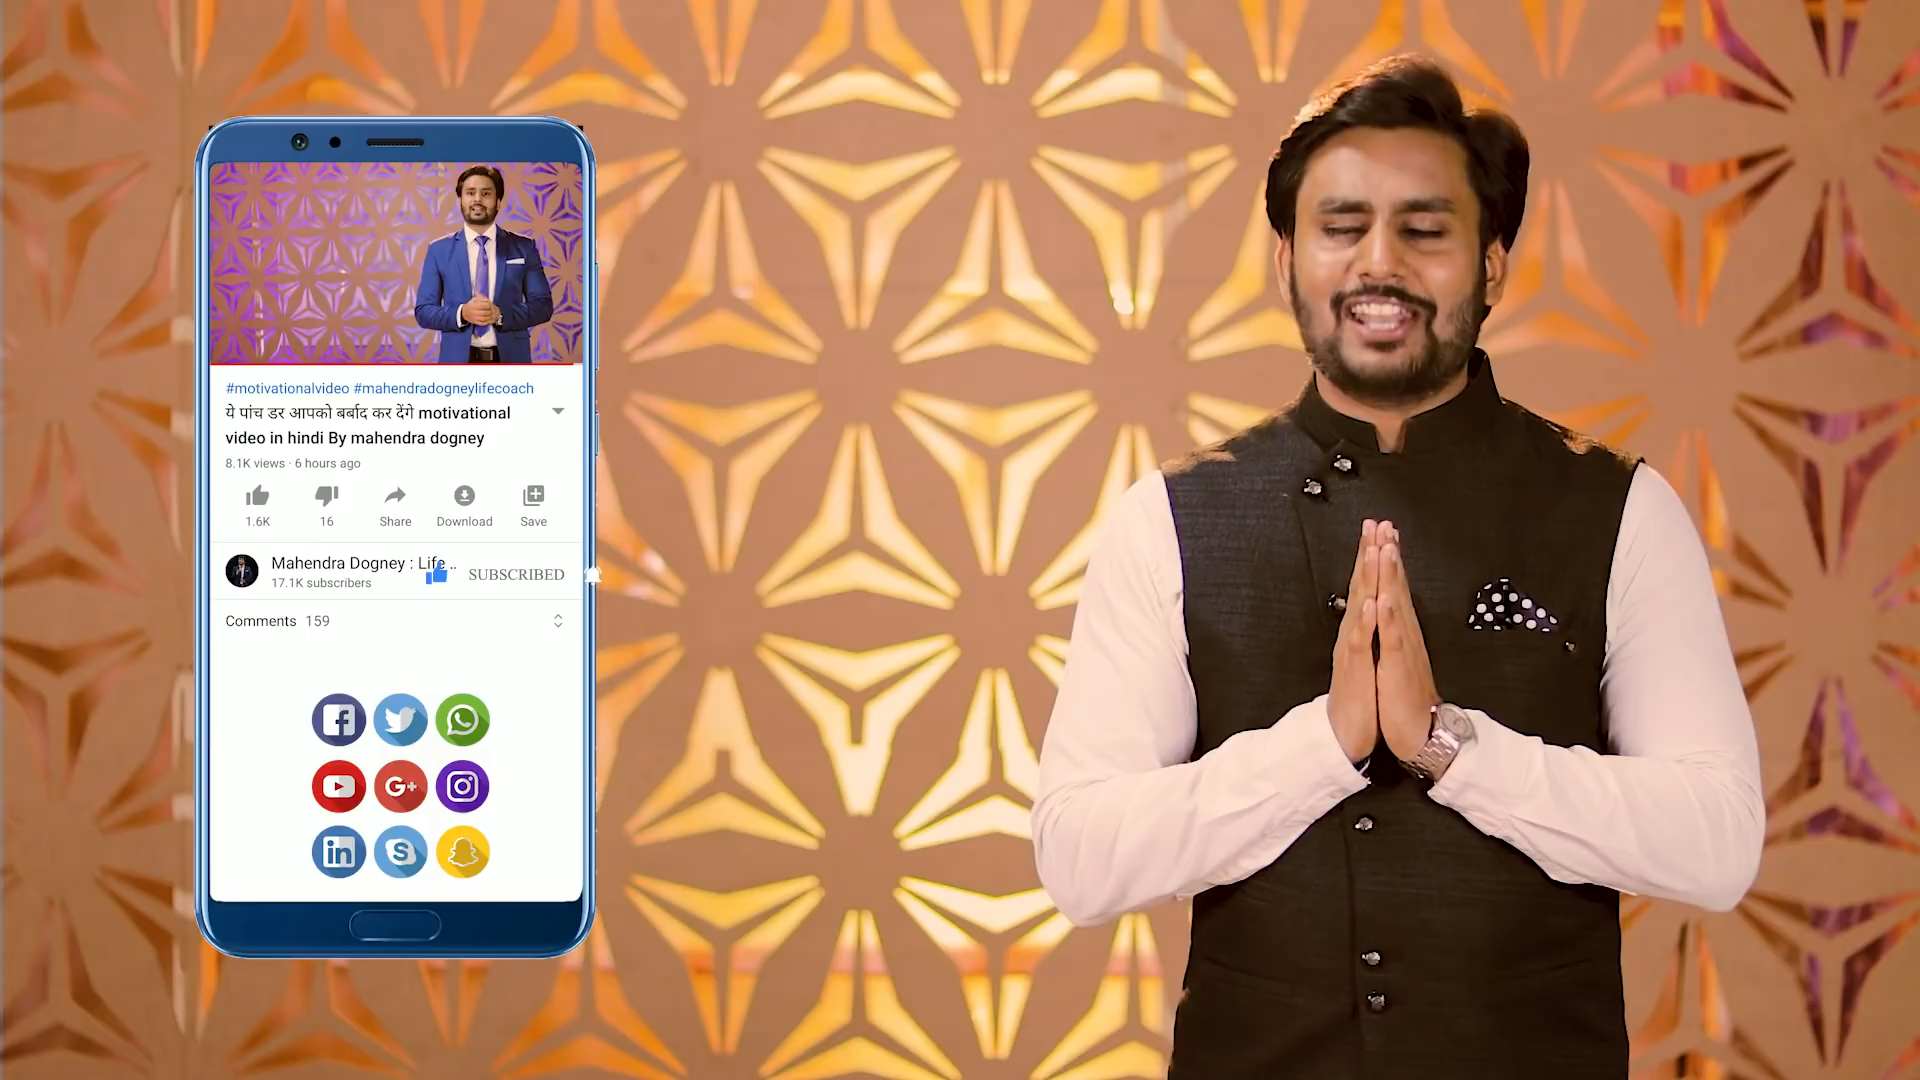 #motivationalvideo #mahendradogneylifecoach
ये पांच डर आपको बर्बाद कर देंगे motivational
video in hindi By mahendra dogney
8.1K views · 6 hours ago
1.6K 16 Share Download Save
Mahendra Dogney : Life ..
17.1K subscribers
SUBSCRIBED
Comments 159
G+
in